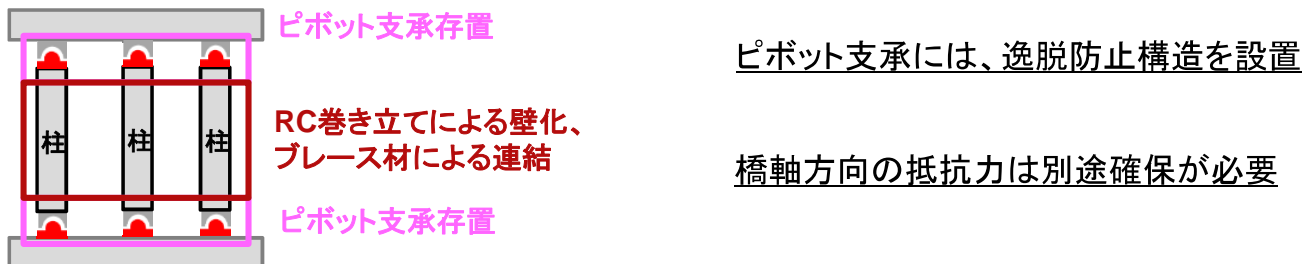 ピボット支承存置
ピボット支承には、逸脱防止構造を設置
柱 柱 柱
RC巻き立てによる壁化、
ブレース材による連結
橋軸方向の抵抗力は別途確保が必要
ピボット支承存置